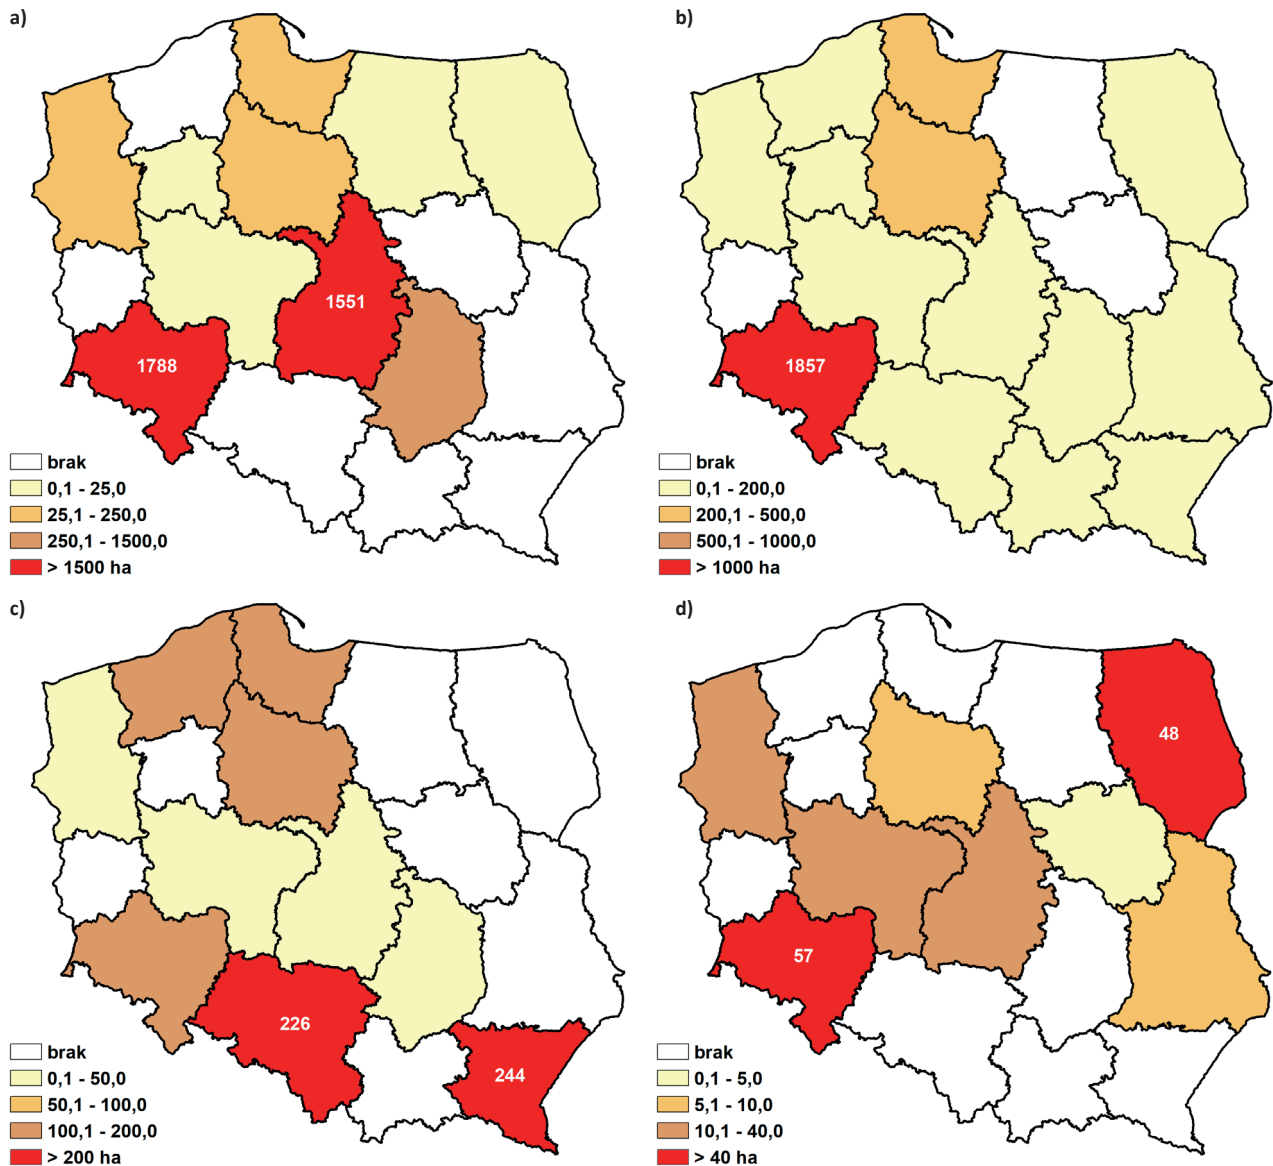 a)
1551
1788
brak
0,1 - 25,0
25,1 - 250,0
250,1 - 1500,0
> 1500 ha
b)
1857
brak
0,1 - 200,0
200,1 - 500,0
500,1 - 1000,0
> 1000 ha
c)
226
244
brak
0,1 - 50,0
50,1 - 100,0
100,1 - 200,0
> 200 ha
d)
48
57
brak
0,1 - 5,0
5,1 - 10,0
10,1 - 40,0
> 40 ha